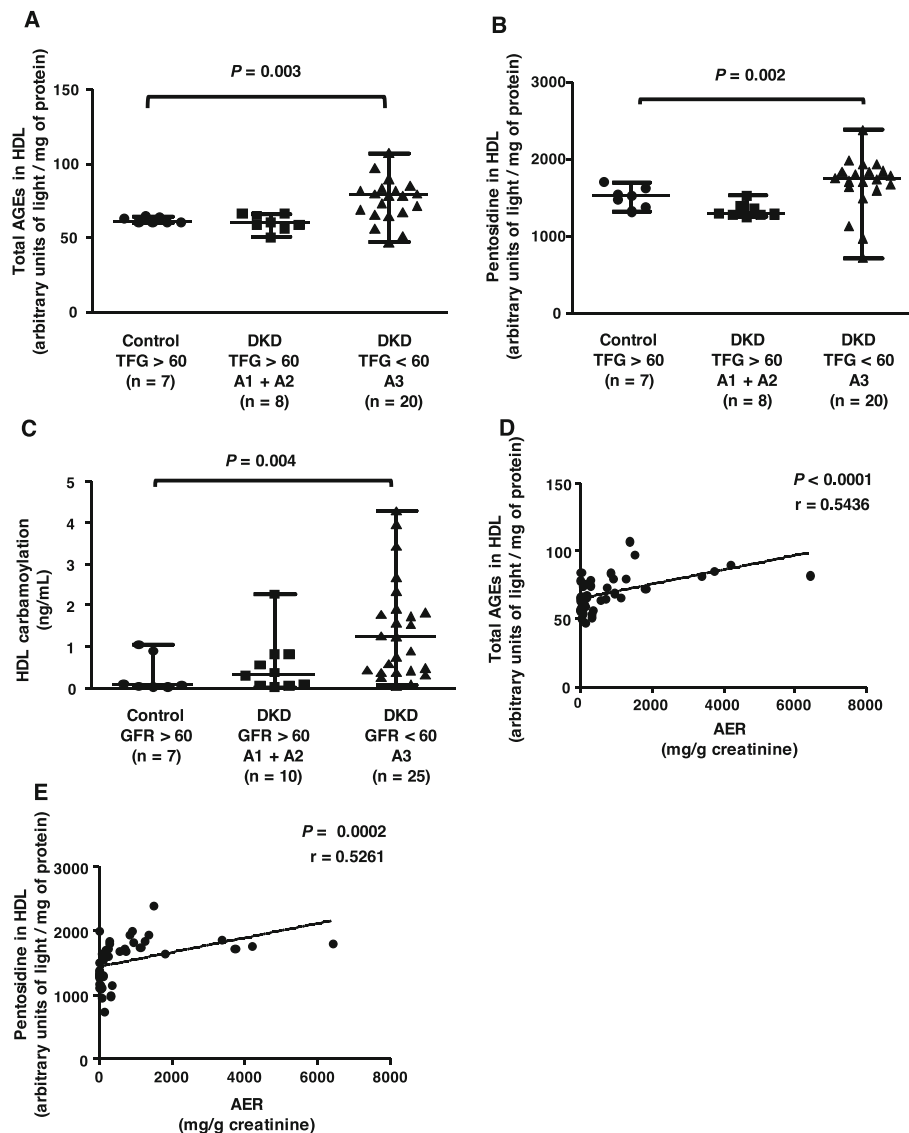 A
P = 0.003
Total AGEs in HDL
(arbitrary units of light / mg of protein)
150
100
50
0
Control
TFG > 60
(n = 7)
DKD
TFG > 60
A1 + A2
(n = 8)
DKD
TFG < 60
A3
(n = 20)
B
P = 0.002
Pentosidine in HDL
(arbitrary units of light / mg of protein)
3000
2000
1000
0
Control
TFG > 60
(n = 7)
DKD
TFG > 60
A1 + A2
(n = 8)
DKD
TFG < 60
A3
(n = 20)
C
P = 0.004
HDL carbamoylation
(ng/mL)
5
4
3
2
1
0
Control
GFR > 60
(n = 7)
DKD
GFR > 60
A1 + A2
(n = 10)
DKD
GFR < 60
A3
(n = 25)
D
P < 0.0001
r = 0.5436
Total AGEs in HDL
(arbitrary units of light / mg of protein)
150
100
50
0
0 2000 4000 6000 8000
AER
(mg/g creatinine)
E
P = 0.0002
r = 0.5261
Pentosidine in HDL
(arbitrary units of light / mg of protein)
3000
2000
1000
0
0 2000 4000 6000 8000
AER
(mg/g creatinine)